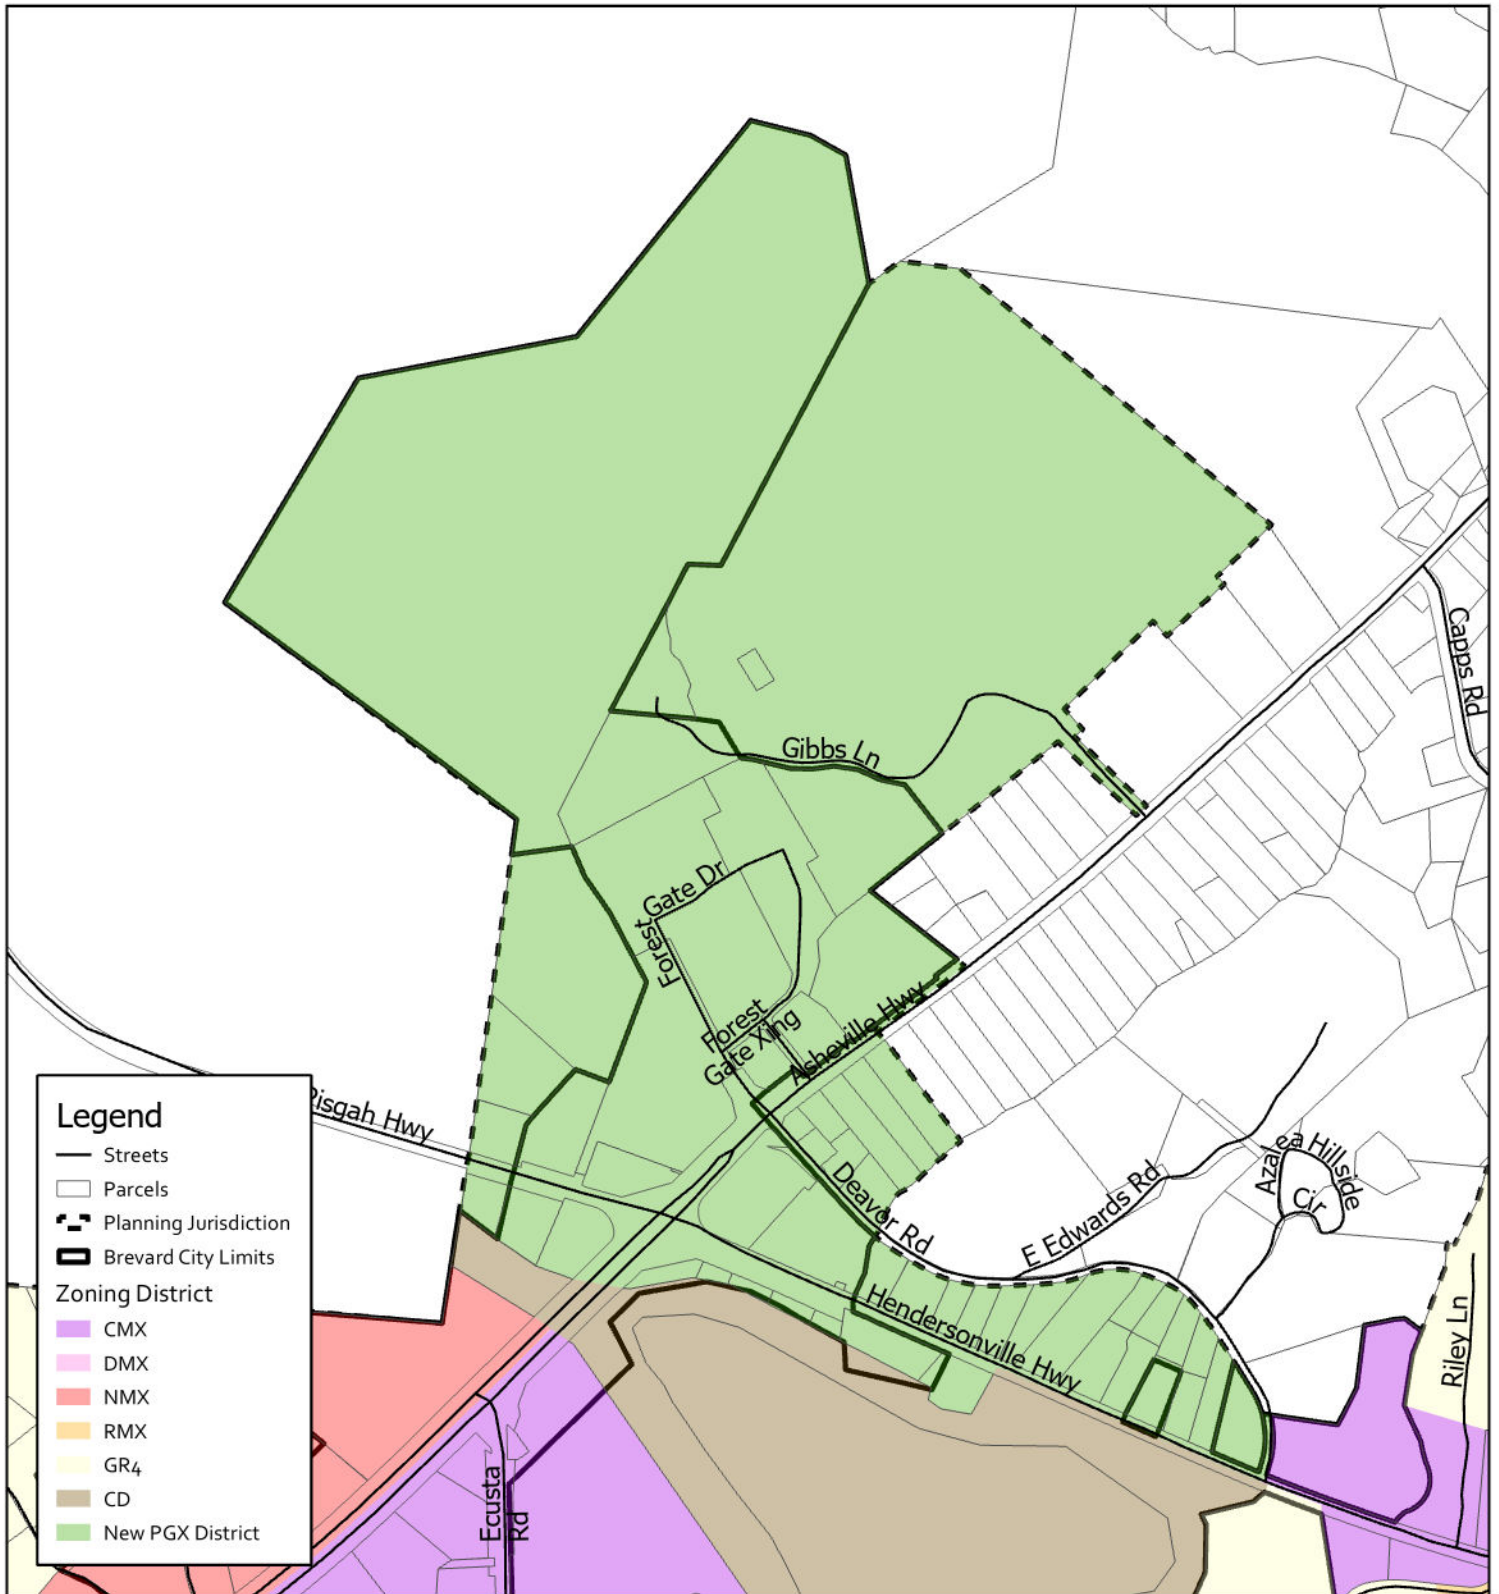 Capps Rd
Gibbs Ln
Forest
Gate Dr
Forest
Gate Xing
Asheville Hwy
Pisgah Hwy
Deavor Rd
E Edwards Rd
Azalea Hillside
Cir
Hendersonville Hwy
Riley Ln
Ecusta
Rd
Legend
Streets
Parcels
Planning Jurisdiction
Brevard City Limits
Zoning District
CMX
DMX
NMX
RMX
GR4
CD
New PGX District